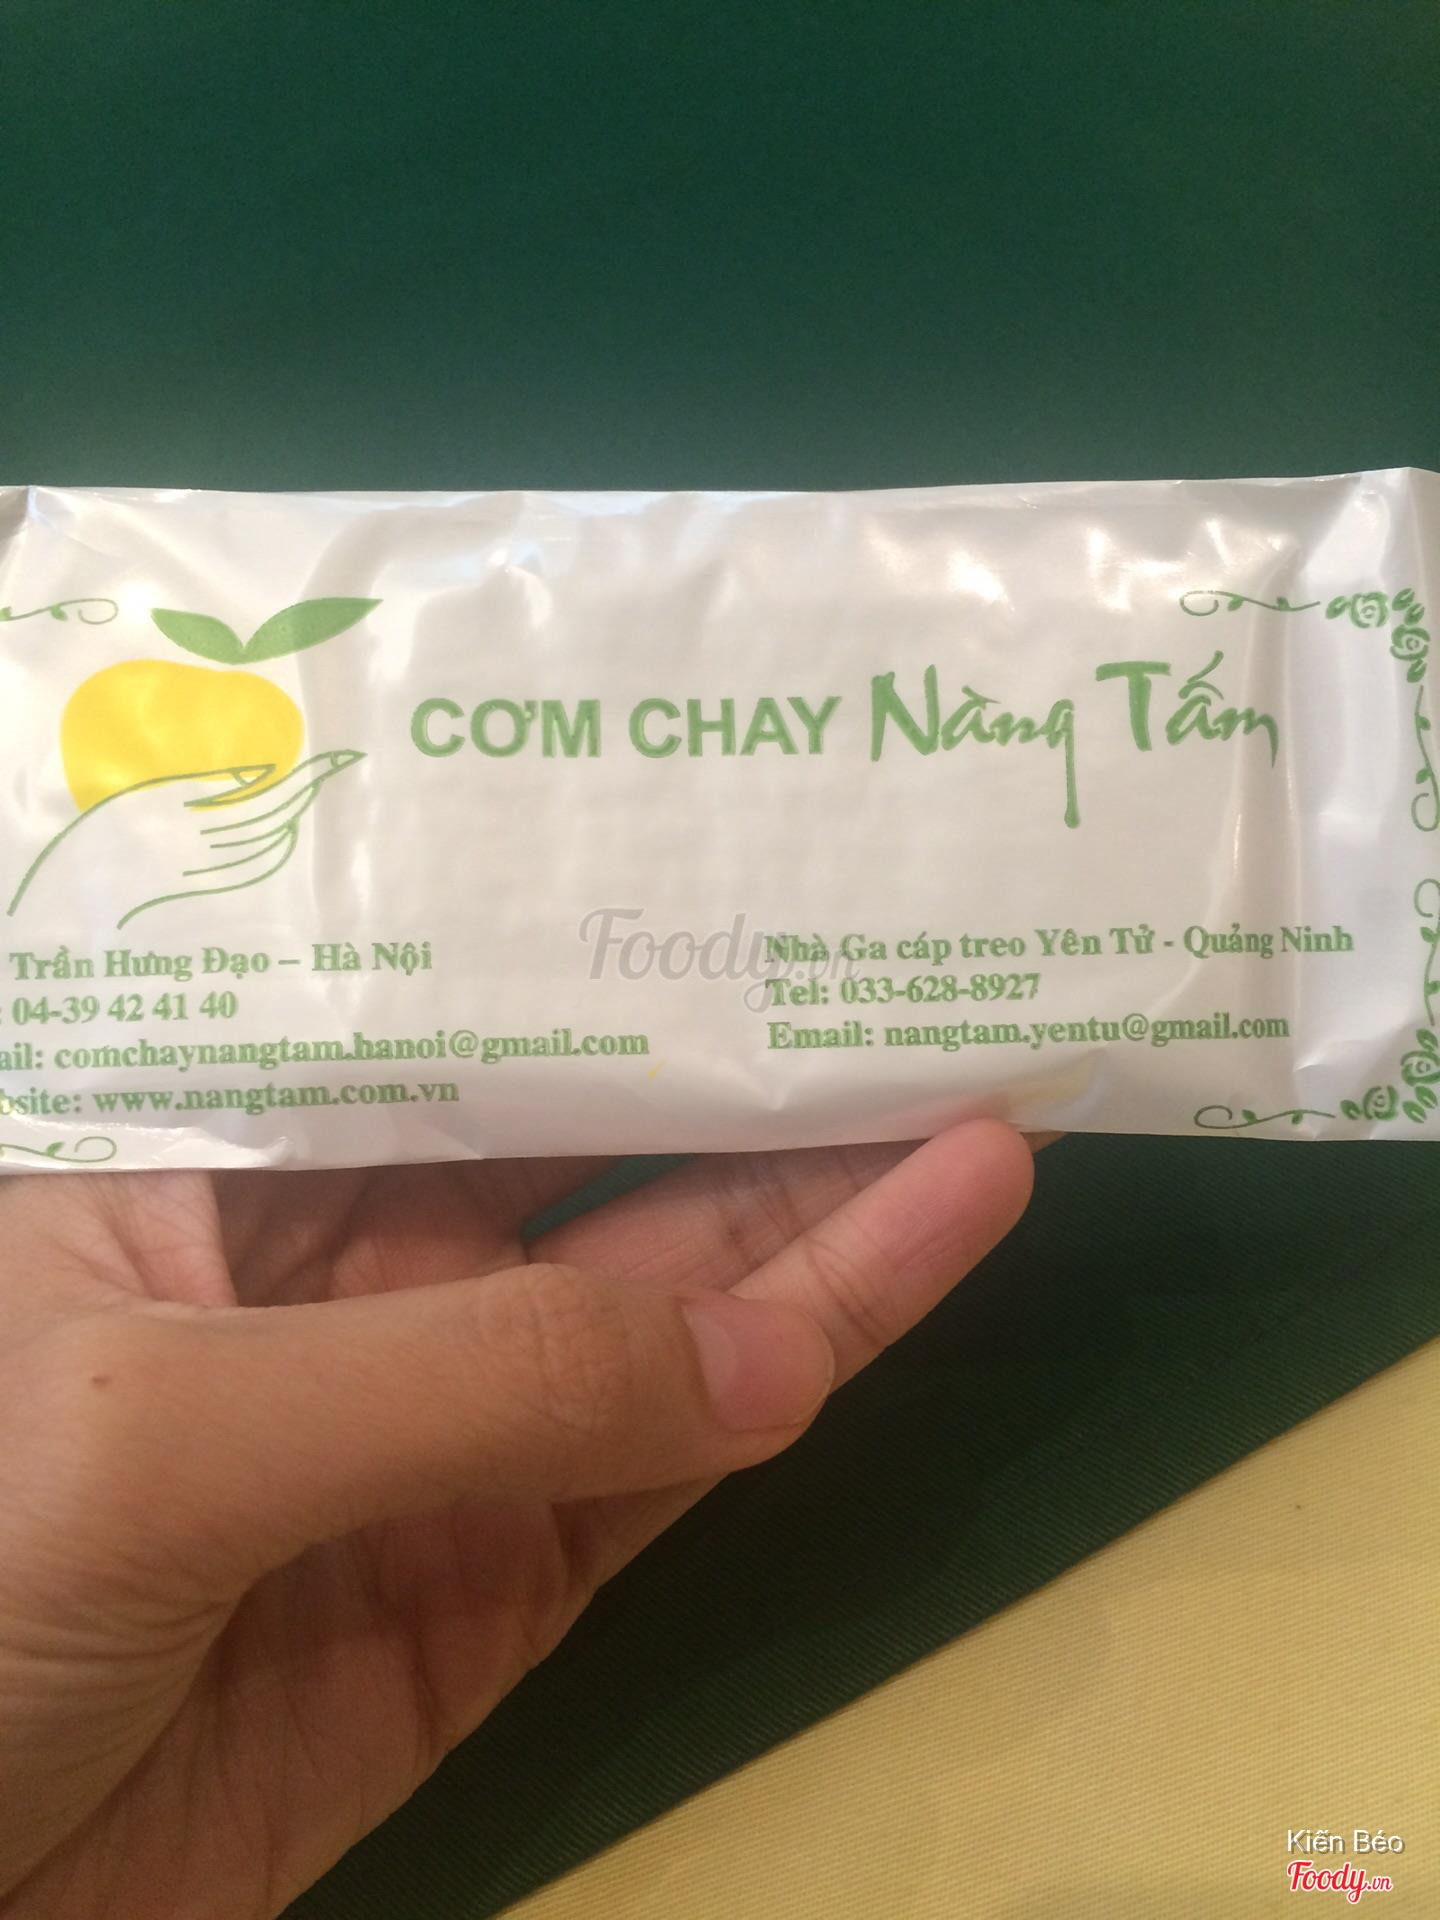 CƠM CHAY Nàng Tấm
Trần Hưng Đạo – Hà Nội
: 04-39 42 41 40
ail: comchaynangtam.hanoi@gmail.com
bsite: www.nangtam.com.vn
Nhà Ga cáp treo Yên Tử - Quảng Ninh
Tel: 033-628-8927
Email: nangtam.yentu@gmail.com
Foody.vn
Kiến Béo
Foody.vn